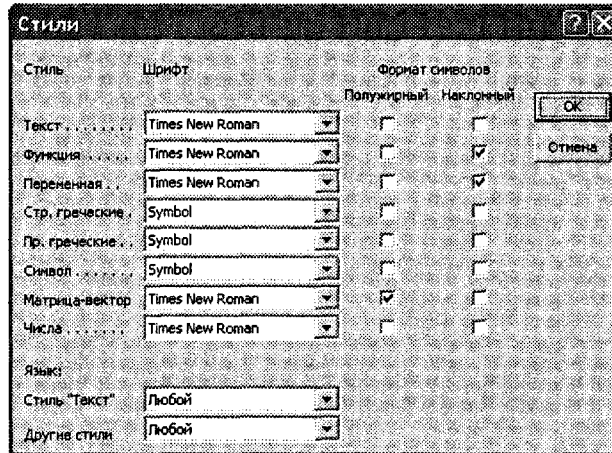 Стили
Стиль Шрифт Формат символов
Полужирный Наклонный
OK
Текст . . . . . . . . Times New Roman
Функция . . . . . Times New Roman
Отмена
Переменная . . Times New Roman
Стр. греческие . Symbol
Пр. греческие . . Symbol
Символ . . . . . . . Symbol
Матрица-вектор Times New Roman
Числа . . . . . . . Times New Roman
Язык:
Стиль "Текст" Любой
Другие стили Любой